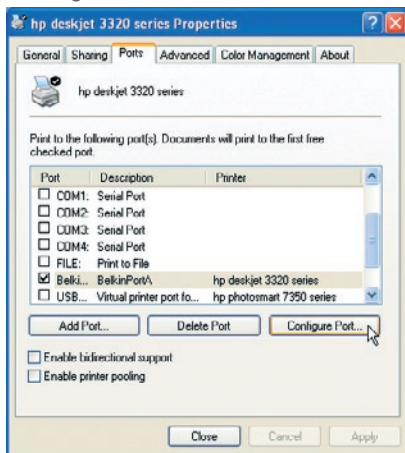 hp deskjet 3320 series Properties
General Sharing Ports Advanced Color Management About
hp deskjet 3320 series
Print to the following port(s). Documents will print to the first free
checked port.
Port Description Printer
COM1: Serial Port
COM2: Serial Port
COM3: Serial Port
COM4: Serial Port
FILE: Print to File
Belki... BelkinPort\ hp deskjet 3320 series
USB... Virtual printer port fo... hp photosmart 7350 series
Add Port... Delete Port Configure Port...
Enable bidirectional support
Enable printer pooling
Close Cancel Apply